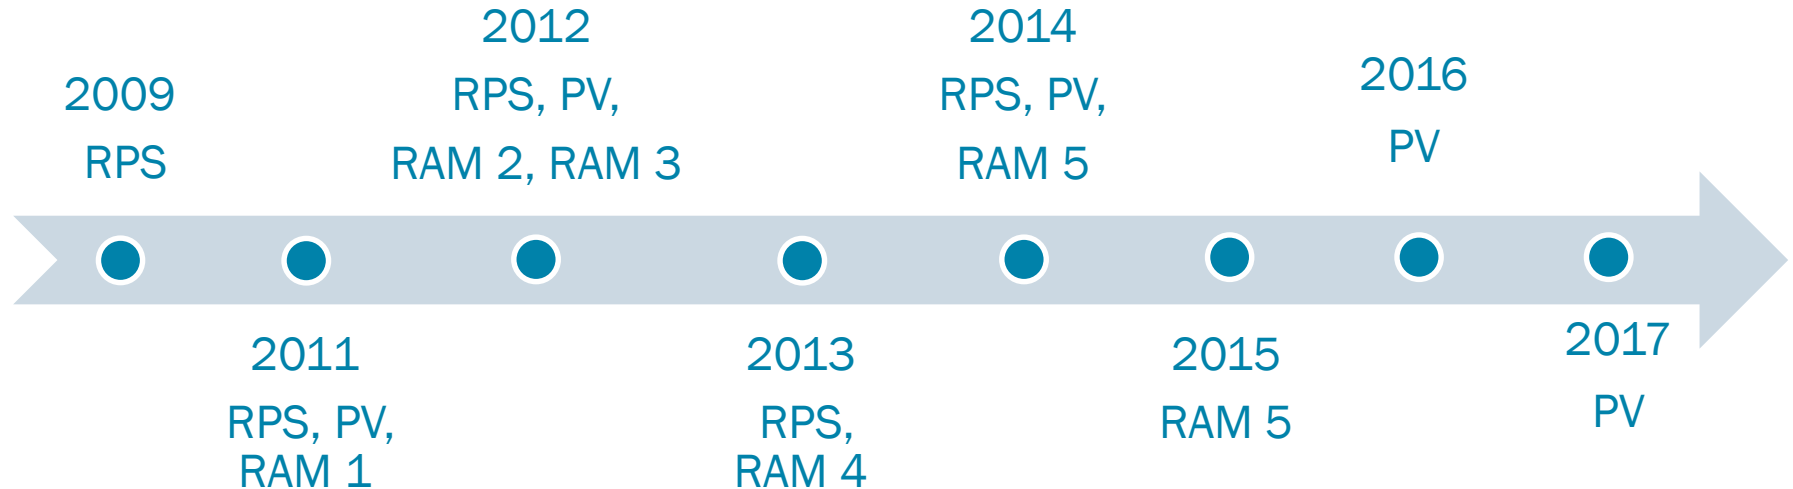 2009
RPS
2011
RPS, PV,
RAM 1
2012
RPS, PV,
RAM 2, RAM 3
2013
RPS,
RAM 4
2014
RPS, PV,
RAM 5
2015
RAM 5
2016
PV
2017
PV